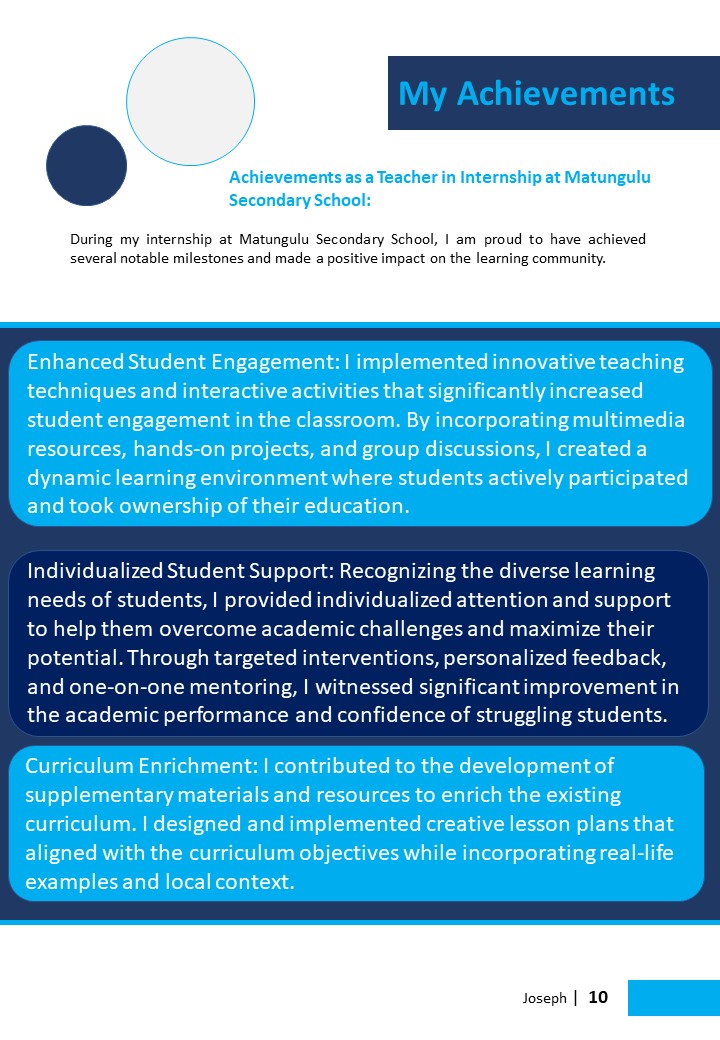 My Achievements
Achievements as a Teacher in Internship at Matungulu
Secondary School:
During my internship at Matungulu Secondary School, I am proud to have achieved
several notable milestones and made a positive impact on the learning community.
Enhanced Student Engagement: I implemented innovative teaching
techniques and interactive activities that significantly increased
student engagement in the classroom. By incorporating multimedia
resources, hands-on projects, and group discussions, I created a
dynamic learning environment where students actively participated
and took ownership of their education.
Individualized Student Support: Recognizing the diverse learning
needs of students, I provided individualized attention and support
to help them overcome academic challenges and maximize their
potential. Through targeted interventions, personalized feedback,
and one-on-one mentoring, I witnessed significant improvement in
the academic performance and confidence of struggling students.
Curriculum Enrichment: I contributed to the development of
supplementary materials and resources to enrich the existing
curriculum. I designed and implemented creative lesson plans that
aligned with the curriculum objectives while incorporating real-life
examples and local context.
Joseph | 10